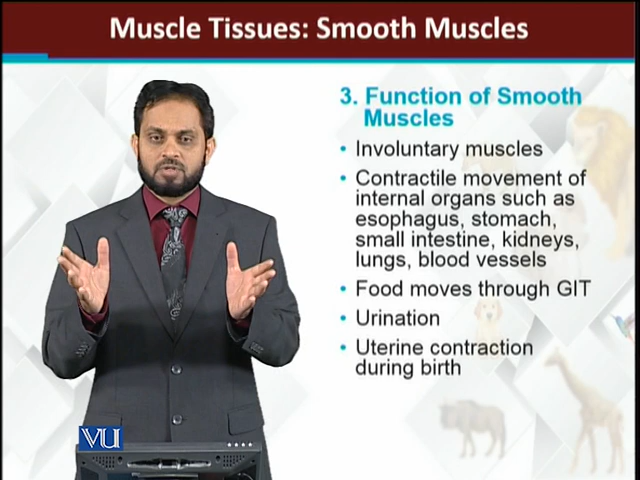 Muscle Tissues: Smooth Muscles
3. Function of Smooth
Muscles
• Involuntary muscles
• Contractile movement of
internal organs such as
esophagus, stomach,
small intestine, kidneys,
lungs, blood vessels
• Food moves through GIT
• Urination
• Uterine contraction
during birth
VU